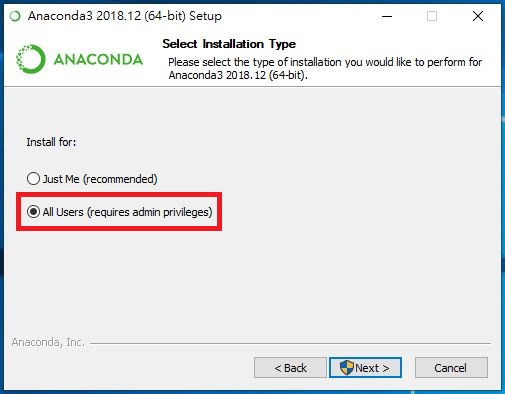 Anaconda3 2018.12 (64-bit) Setup
ANACONDA
Select Installation Type
Please select the type of installation you would like to perform for
Anaconda3 2018.12 (64-bit).
Install for:
Just Me (recommended)
All Users (requires admin privileges)
Anaconda, Inc.
< Back
Next >
Cancel